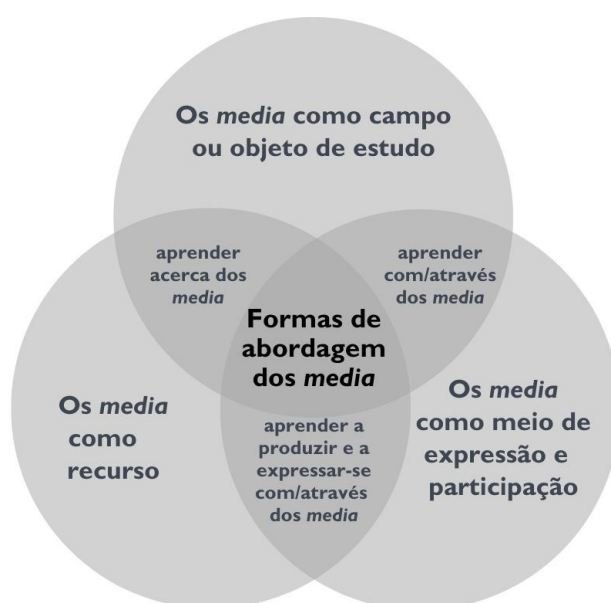 Os media como campo
ou objeto de estudo
aprender
acerca dos
media
aprender
com/através
dos media
Formas de
abordagem
dos media
Os media
como
recurso
aprender a
produzir e a
expressar-se
com/através
dos media
Os media
como meio de
expressão e
participação